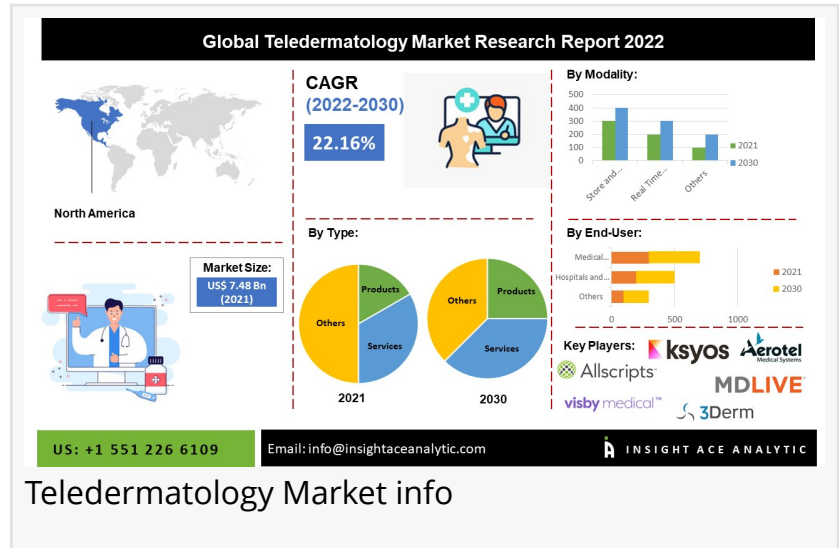 Global Teledermatology Market Research Report 2022
North America
Market Size:
US$ 7.48 Bn
(2021)
CAGR
(2022-2030)
22.16%
By Type:
Products
Services
Others
2021
Products
Services
Others
2030
By Modality:
500
400
300
200
100
0
Store and...
Real Time...
Others
2021
2030
By End-User:
Medical...
Hospitals and...
Others
0
500
1000
2021
2030
Key Players:
ksyos
Aerotel
Medical Systems
Allscripts™
MDLIVE®
visby medical™
3Derm
US: +1 551 226 6109
Email: info@insightaceanalytic.com
INSIGHT ACE ANALYTIC
Teledermatology Market info